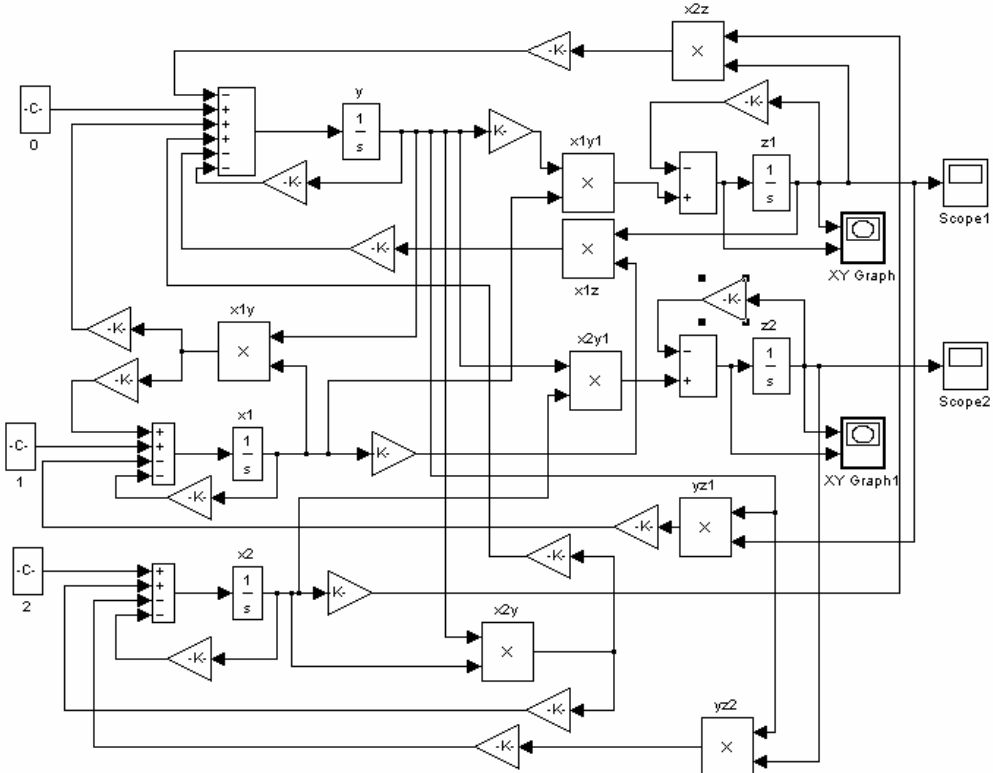 x2z
×
-K-
-C-
0
−
+
+
+
−
−
y
1
s
-K-
K-
x1y1
×
-K-
−
+
z1
1
s
Scope1
XY Graph
-K-
×
x1z
x1y
×
-K-
-K-
x2y1
×
-K-
−
+
z2
1
s
Scope2
XY Graph1
-C-
1
+
+
−
−
x1
1
s
K-
-K-
yz1
×
-K-
-C-
2
+
+
−
−
x2
1
s
K-
-K-
-K-
x2y
×
-K-
yz2
×
-K-